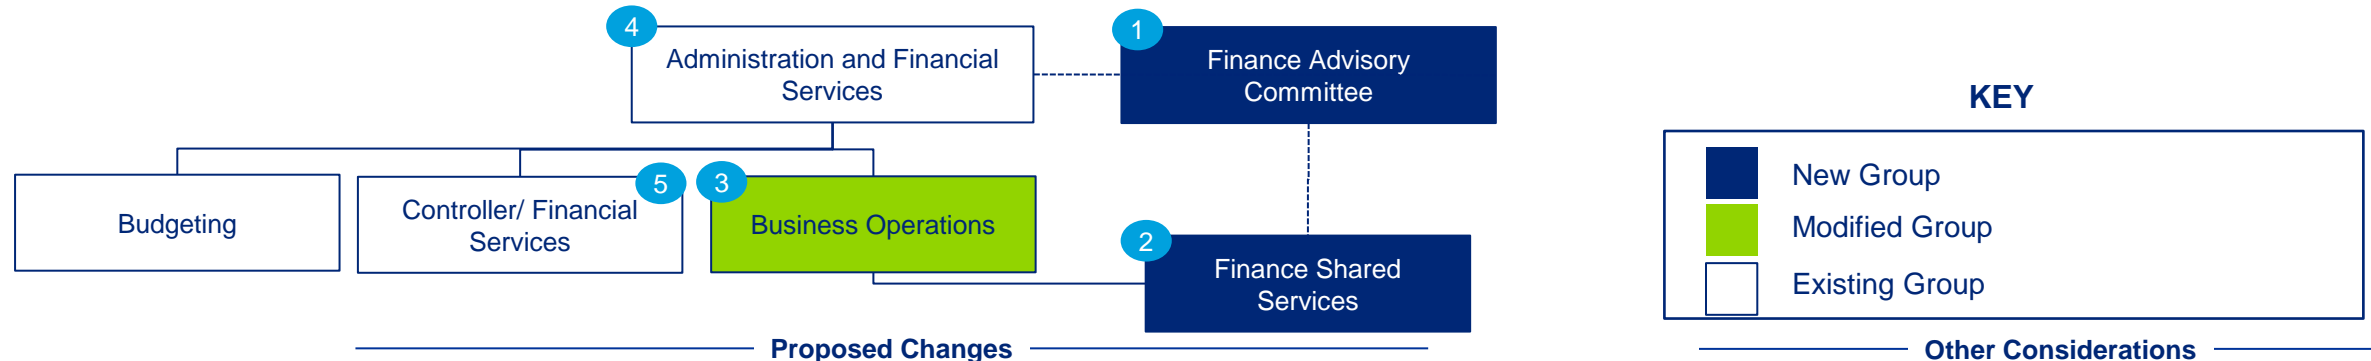 4
Administration and Financial
Services
1
Finance Advisory
Committee
Budgeting
5
Controller/ Financial
Services
3
Business Operations
2
Finance Shared
Services
KEY
New Group
Modified Group
Existing Group
Proposed Changes
Other Considerations